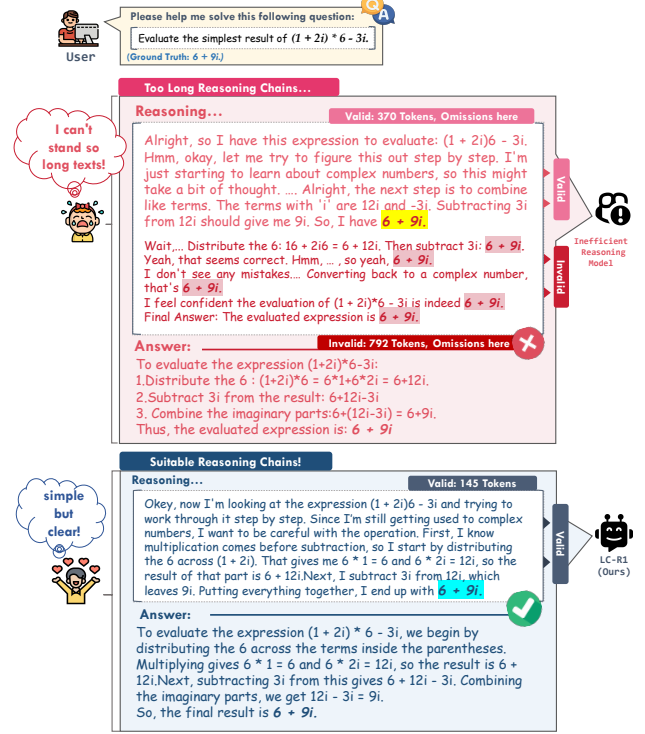 Q
A
Please help me solve this following question:
Evaluate the simplest result of (1 + 2i) * 6 - 3i.
(Ground Truth: 6 + 9i.)
User
Too Long Reasoning Chains...
Reasoning...
Valid: 370 Tokens, Omissions here
I can't
stand so
long texts!
Alright, so I have this expression to evaluate: (1 + 2i)6 - 3i.
Hmm, okay, let me try to figure this out step by step. I'm
just starting to learn about complex numbers, so this might
take a bit of thought. .... Alright, the next step is to combine
like terms. The terms with 'i' are 12i and -3i. Subtracting 3i
from 12i should give me 9i. So, I have 6 + 9i.
Wait,... Distribute the 6: 16 + 2i6 = 6 + 12i. Then subtract 3i: 6 + 9i.
Yeah, that seems correct. Hmm, ... , so yeah, 6 + 9i.
I don't see any mistakes.... Converting back to a complex number,
that's 6 + 9i.
I feel confident the evaluation of (1 + 2i)*6 - 3i is indeed 6 + 9i.
Final Answer: The evaluated expression is 6 + 9i.
Valid
Invalid
Inefficient
Reasoning
Model
Answer:
Invalid: 792 Tokens, Omissions here
To evaluate the expression (1+2i)*6-3i:
1.Distribute the 6 : (1+2i)*6 = 6*1+6*2i = 6+12i.
2.Subtract 3i from the result: 6+12i-3i
3. Combine the imaginary parts:6+(12i-3i) = 6+9i.
Thus, the evaluated expression is: 6 + 9i
Suitable Reasoning Chains!
Reasoning...
Valid: 145 Tokens
simple
but
clear!
Okey, now I'm looking at the expression (1 + 2i)6 - 3i and trying to
work through it step by step. Since I'm still getting used to complex
numbers, I want to be careful with the operation. First, I know
multiplication comes before subtraction, so I start by distributing
the 6 across (1 + 2i). That gives me 6 * 1 = 6 and 6 * 2i = 12i, so the
result of that part is 6 + 12i.Next, I subtract 3i from 12i, which
leaves 9i. Putting everything together, I end up with 6 + 9i.
Valid
LC-R1
(Ours)
Answer:
To evaluate the expression (1 + 2i) * 6 - 3i, we begin by
distributing the 6 across the terms inside the parentheses.
Multiplying gives 6 * 1 = 6 and 6 * 2i = 12i, so the result is 6 +
12i.Next, subtracting 3i from this gives 6 + 12i - 3i. Combining
the imaginary parts, we get 12i - 3i = 9i.
So, the final result is 6 + 9i.